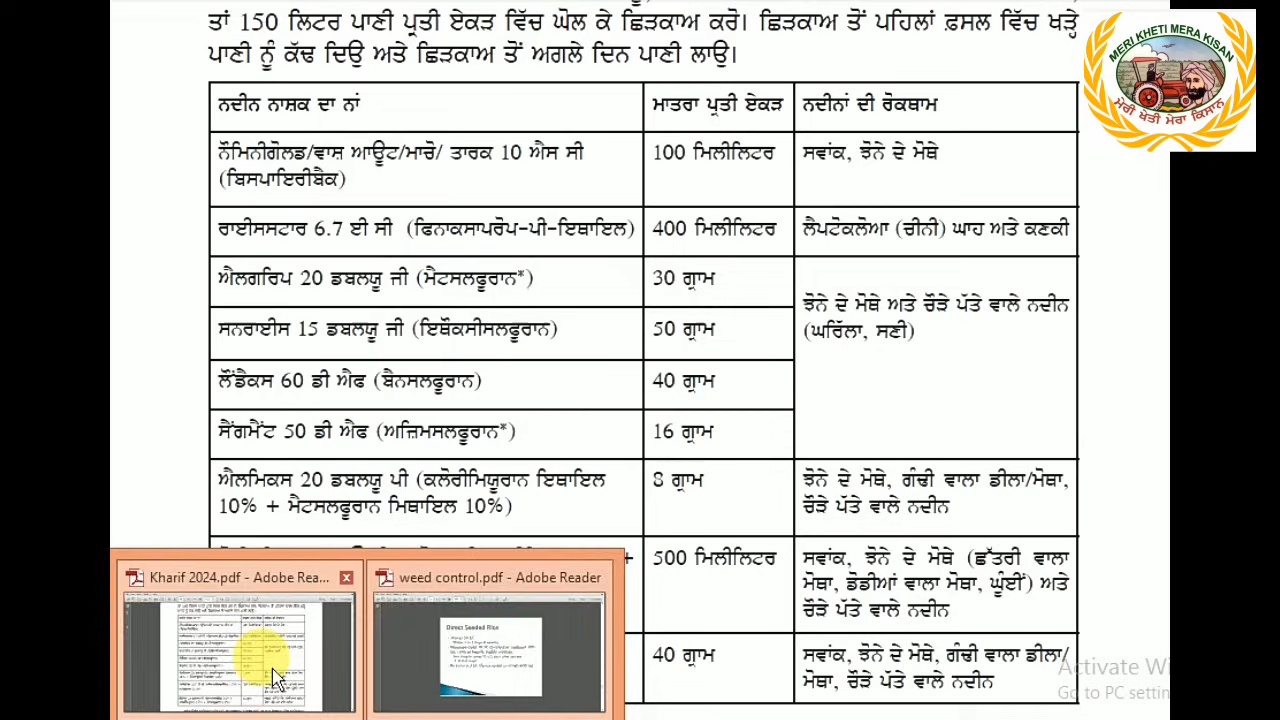 ਤਾਂ 150 ਲਿਟਰ ਪਾਣੀ ਪ੍ਰਤੀ ਏਕੜ ਵਿੱਚ ਘੋਲ ਕੇ ਛਿੜਕਾਅ ਕਰੋ। ਛਿੜਕਾਅ ਤੋਂ ਪਹਿਲਾਂ ਫ਼ਸਲ ਵਿੱਚ ਖੜ੍ਹੇ
ਪਾਣੀ ਨੂੰ ਕੱਢ ਦਿਉ ਅਤੇ ਛਿੜਕਾਅ ਤੋਂ ਅਗਲੇ ਦਿਨ ਪਾਣੀ ਲਾਉ।
MERI KHETI MERA KISAN
ਮੇਰੀ ਖੇਤੀ ਮੇਰਾ ਕਿਸਾਨ
ਨਦੀਨ ਨਾਸ਼ਕ ਦਾ ਨਾਂ ਮਾਤਰਾ ਪ੍ਰਤੀ ਏਕੜ ਨਦੀਨਾਂ ਦੀ ਰੋਕਥਾਮ
ਨੌਮਿਨੀਗੋਲਡ/ਵਾਸ਼ ਆਊਟ/ਮਾਚੋ/ ਤਾਰਕ 10 ਐਸ ਸੀ 100 ਮਿਲੀਲਿਟਰ ਸਵਾਂਕ, ਝੋਨੇ ਦੇ ਮੋਥੇ
(ਬਿਸਪਾਇਰੀਬੈਕ)
ਰਾਈਸਸਟਾਰ 6.7 ਈ ਸੀ (ਫਿਨਾਕਸਾਪਰੋਪ-ਪੀ-ਇਥਾਇਲ) 400 ਮਿਲੀਲਿਟਰ ਲੈਪਟੋਕਲੋਆ (ਚੀਨੀ) ਘਾਹ ਅਤੇ ਕਣਕੀ
ਐਲਗਰਿਪ 20 ਡਬਲਯੂ ਜੀ (ਮੈਟਸਲਫੂਰਾਨ*) 30 ਗ੍ਰਾਮ
ਝੋਨੇ ਦੇ ਮੋਥੇ ਅਤੇ ਚੌੜੇ ਪੱਤੇ ਵਾਲੇ ਨਦੀਨ
(ਘਰਿੱਲਾ, ਸਣੀ)
ਸਨਰਾਈਸ 15 ਡਬਲਯੂ ਜੀ (ਇਥੌਕਸੀਸਲਫੂਰਾਨ) 50 ਗ੍ਰਾਮ
ਲੌਂਡੈਕਸ 60 ਡੀ ਐਫ (ਬੈਨਸਲਫੂਰਾਨ) 40 ਗ੍ਰਾਮ
ਸੈਂਗਮੈਂਟ 50 ਡੀ ਐਫ (ਅਜ਼ਿਮਸਲਫੂਰਾਨ*) 16 ਗ੍ਰਾਮ
ਐਲਮਿਕਸ 20 ਡਬਲਯੂ ਪੀ (ਕਲੋਰੀਮਿਯੂਰਾਨ ਇਥਾਇਲ 8 ਗ੍ਰਾਮ ਝੋਨੇ ਦੇ ਮੋਥੇ, ਗੰਢੀ ਵਾਲਾ ਡੀਲਾ/ਮੋਥਾ,
10% + ਮੈਟਸਲਫੂਰਾਨ ਮਿਥਾਇਲ 10%) ਚੌੜੇ ਪੱਤੇ ਵਾਲੇ ਨਦੀਨ
+ 500 ਮਿਲੀਲਿਟਰ ਸਵਾਂਕ, ਝੋਨੇ ਦੇ ਮੋਥੇ (ਛੱਤਰੀ ਵਾਲਾ
ਮੋਥਾ, ਡੋਡੀਆਂ ਵਾਲਾ ਮੋਥਾ, ਘੂੰਈਂ) ਅਤੇ
ਚੌੜੇ ਪੱਤੇ ਵਾਲੇ ਨਦੀਨ
40 ਗ੍ਰਾਮ ਸਵਾਂਕ, ਝੋਨੇ ਦੇ ਮੋਥੇ, ਗੰਢੀ ਵਾਲਾ ਡੀਲਾ/
ਮੋਥਾ, ਚੌੜੇ ਪੱਤੇ ਵਾਲੇ ਨਦੀਨ
Kharif 2024.pdf - Adobe Rea... weed control.pdf - Adobe Reader
Direct Seeded Rice
Activate Wi
Go to PC settin